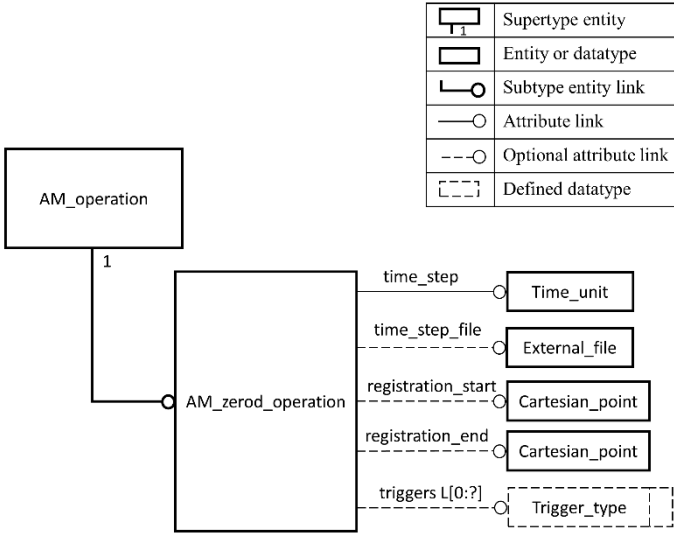 1
Supertype entity
Entity or datatype
Subtype entity link
Attribute link
Optional attribute link
Defined datatype
AM_operation
1
time_step
Time_unit
time_step_file
External_file
AM_zerod_operation
registration_start
Cartesian_point
registration_end
Cartesian_point
triggers L[0:?]
Trigger_type